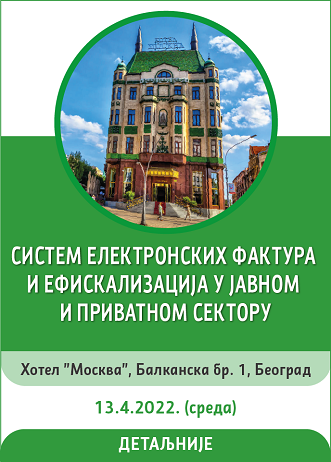 СИСТЕМ ЕЛЕКТРОНСКИХ ФАКТУРА
И ЕФИСКАЛИЗАЦИЈА У ЈАВНОМ
И ПРИВАТНОМ СЕКТОРУ
Хотел "Москва", Балканска бр. 1, Београд
13.4.2022. (среда)
ДЕТАЉНИЈЕ